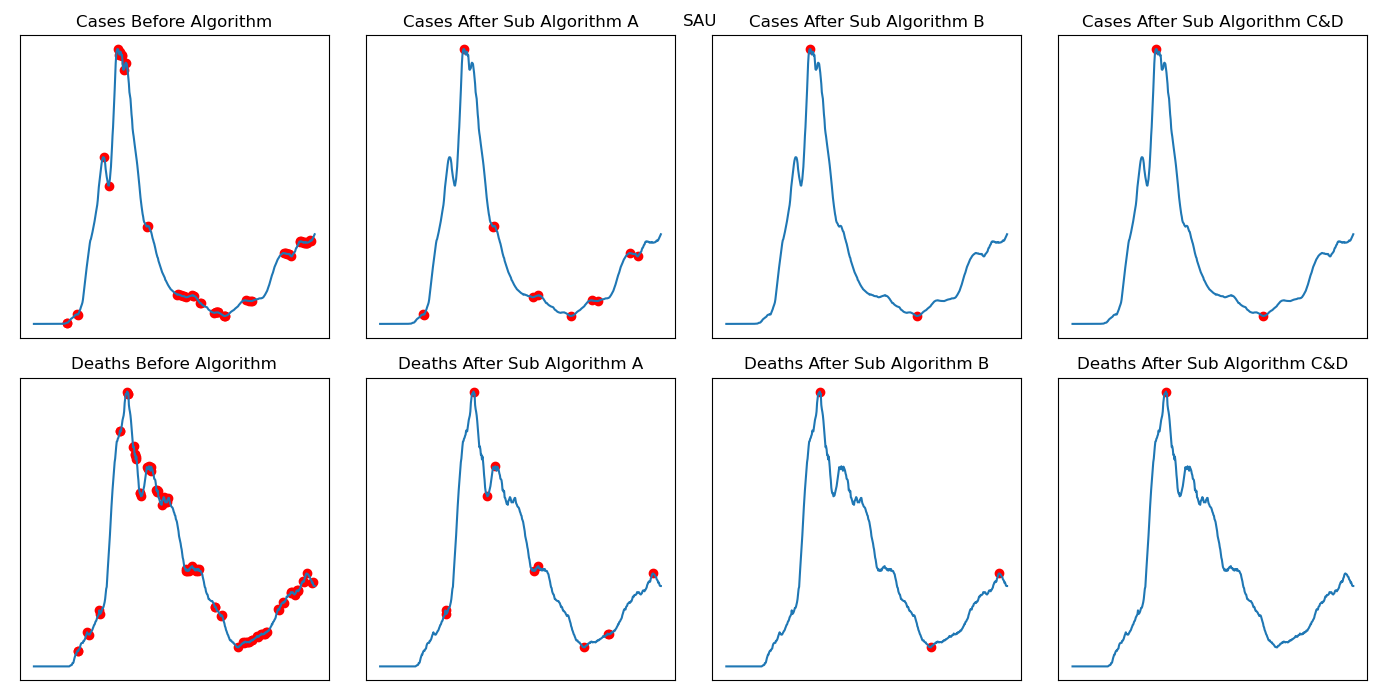 SAU
Cases Before Algorithm
Cases After Sub Algorithm A
Cases After Sub Algorithm B
Cases After Sub Algorithm C&D
Deaths Before Algorithm
Deaths After Sub Algorithm A
Deaths After Sub Algorithm B
Deaths After Sub Algorithm C&D